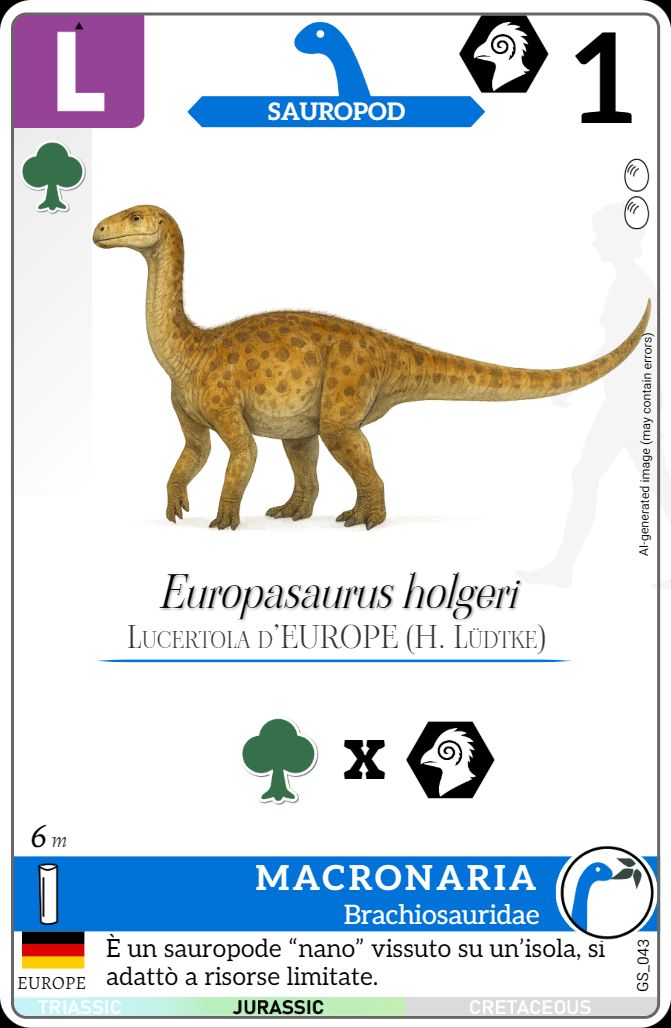 L
SAUROPOD
1
AI-generated image (may contain errors)
Europasaurus holgeri
Lucertola d'EUROPE (H. Lüdtke)
x
6 m
MACRONARIA
Brachiosauridae
È un sauropode “nano” vissuto su un'isola, si
adattò a risorse limitate.
EUROPE
GS_043
TRIASSIC
JURASSIC
CRETACEOUS